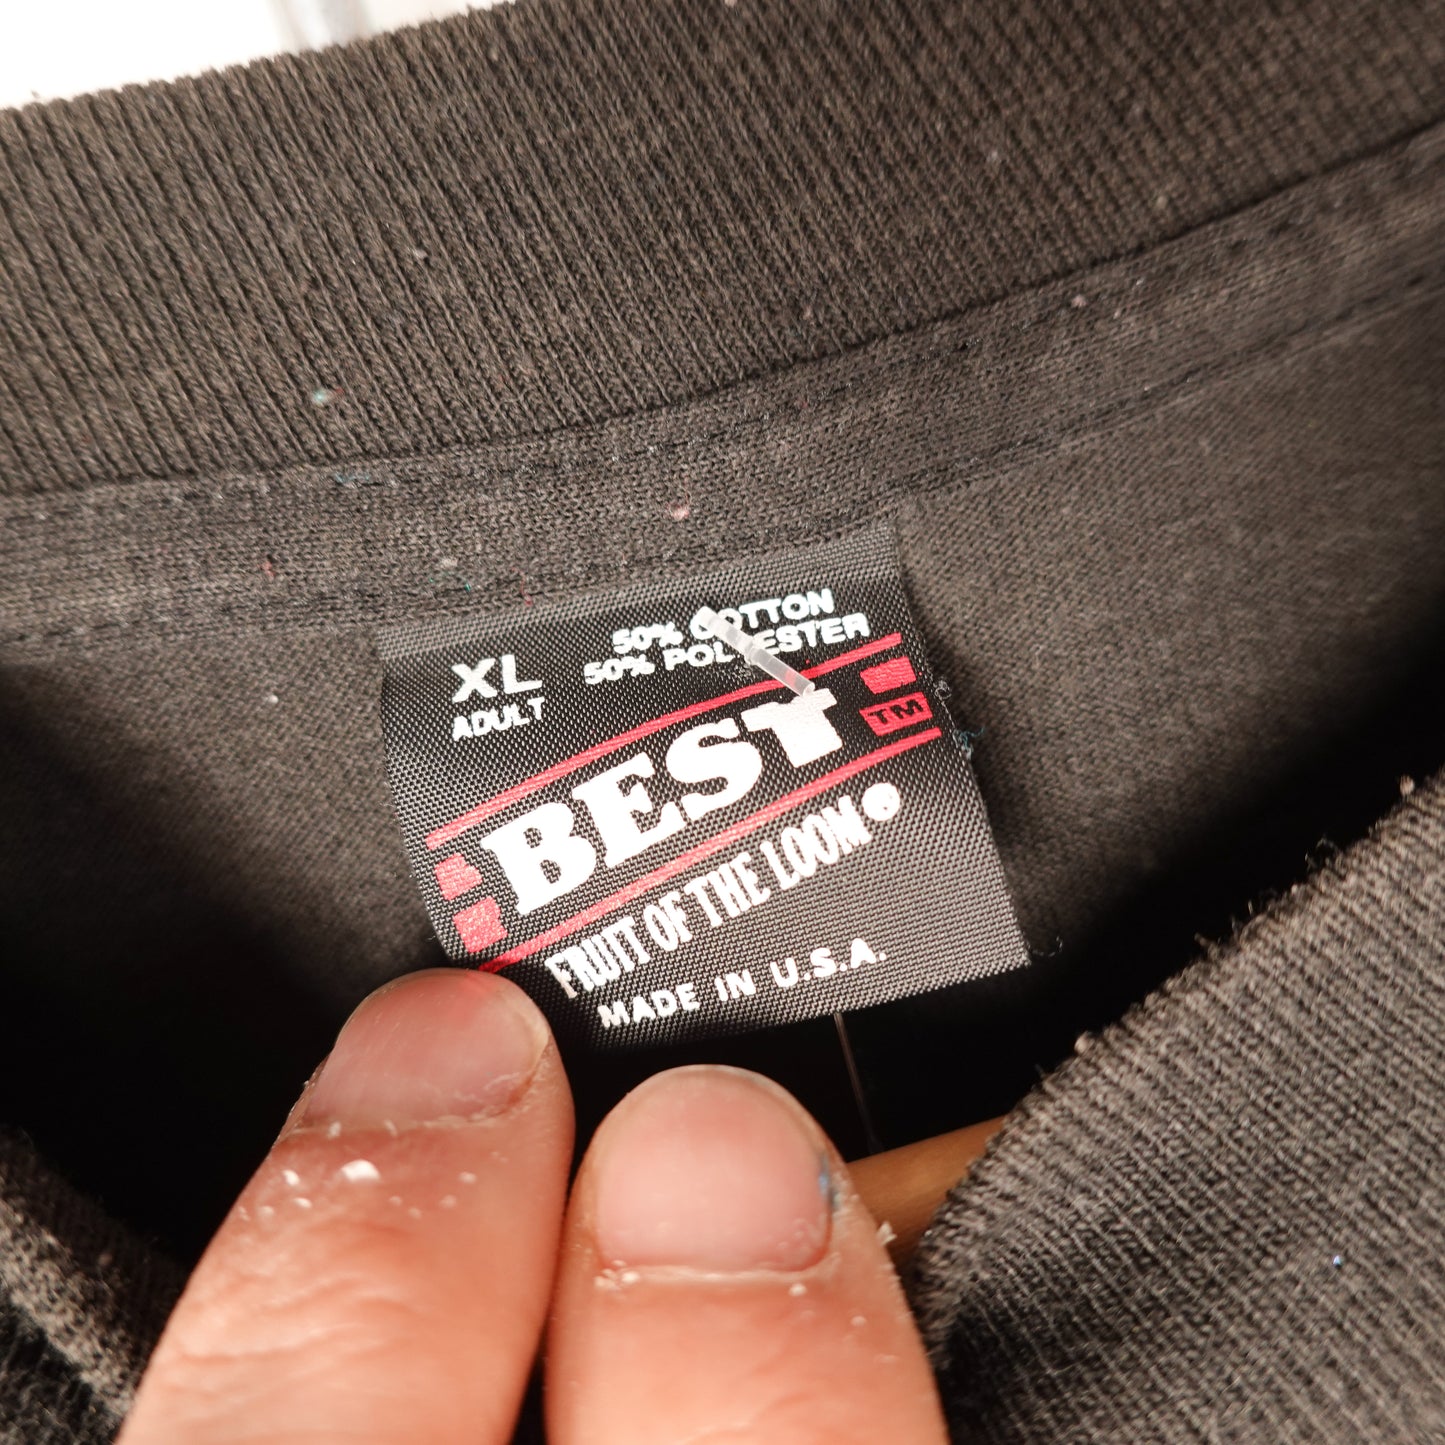 XL
ADULT
50% COTTON
50% POLYESTER
BEST
TM
FRUIT OF THE LOOM®
MADE IN U.S.A.